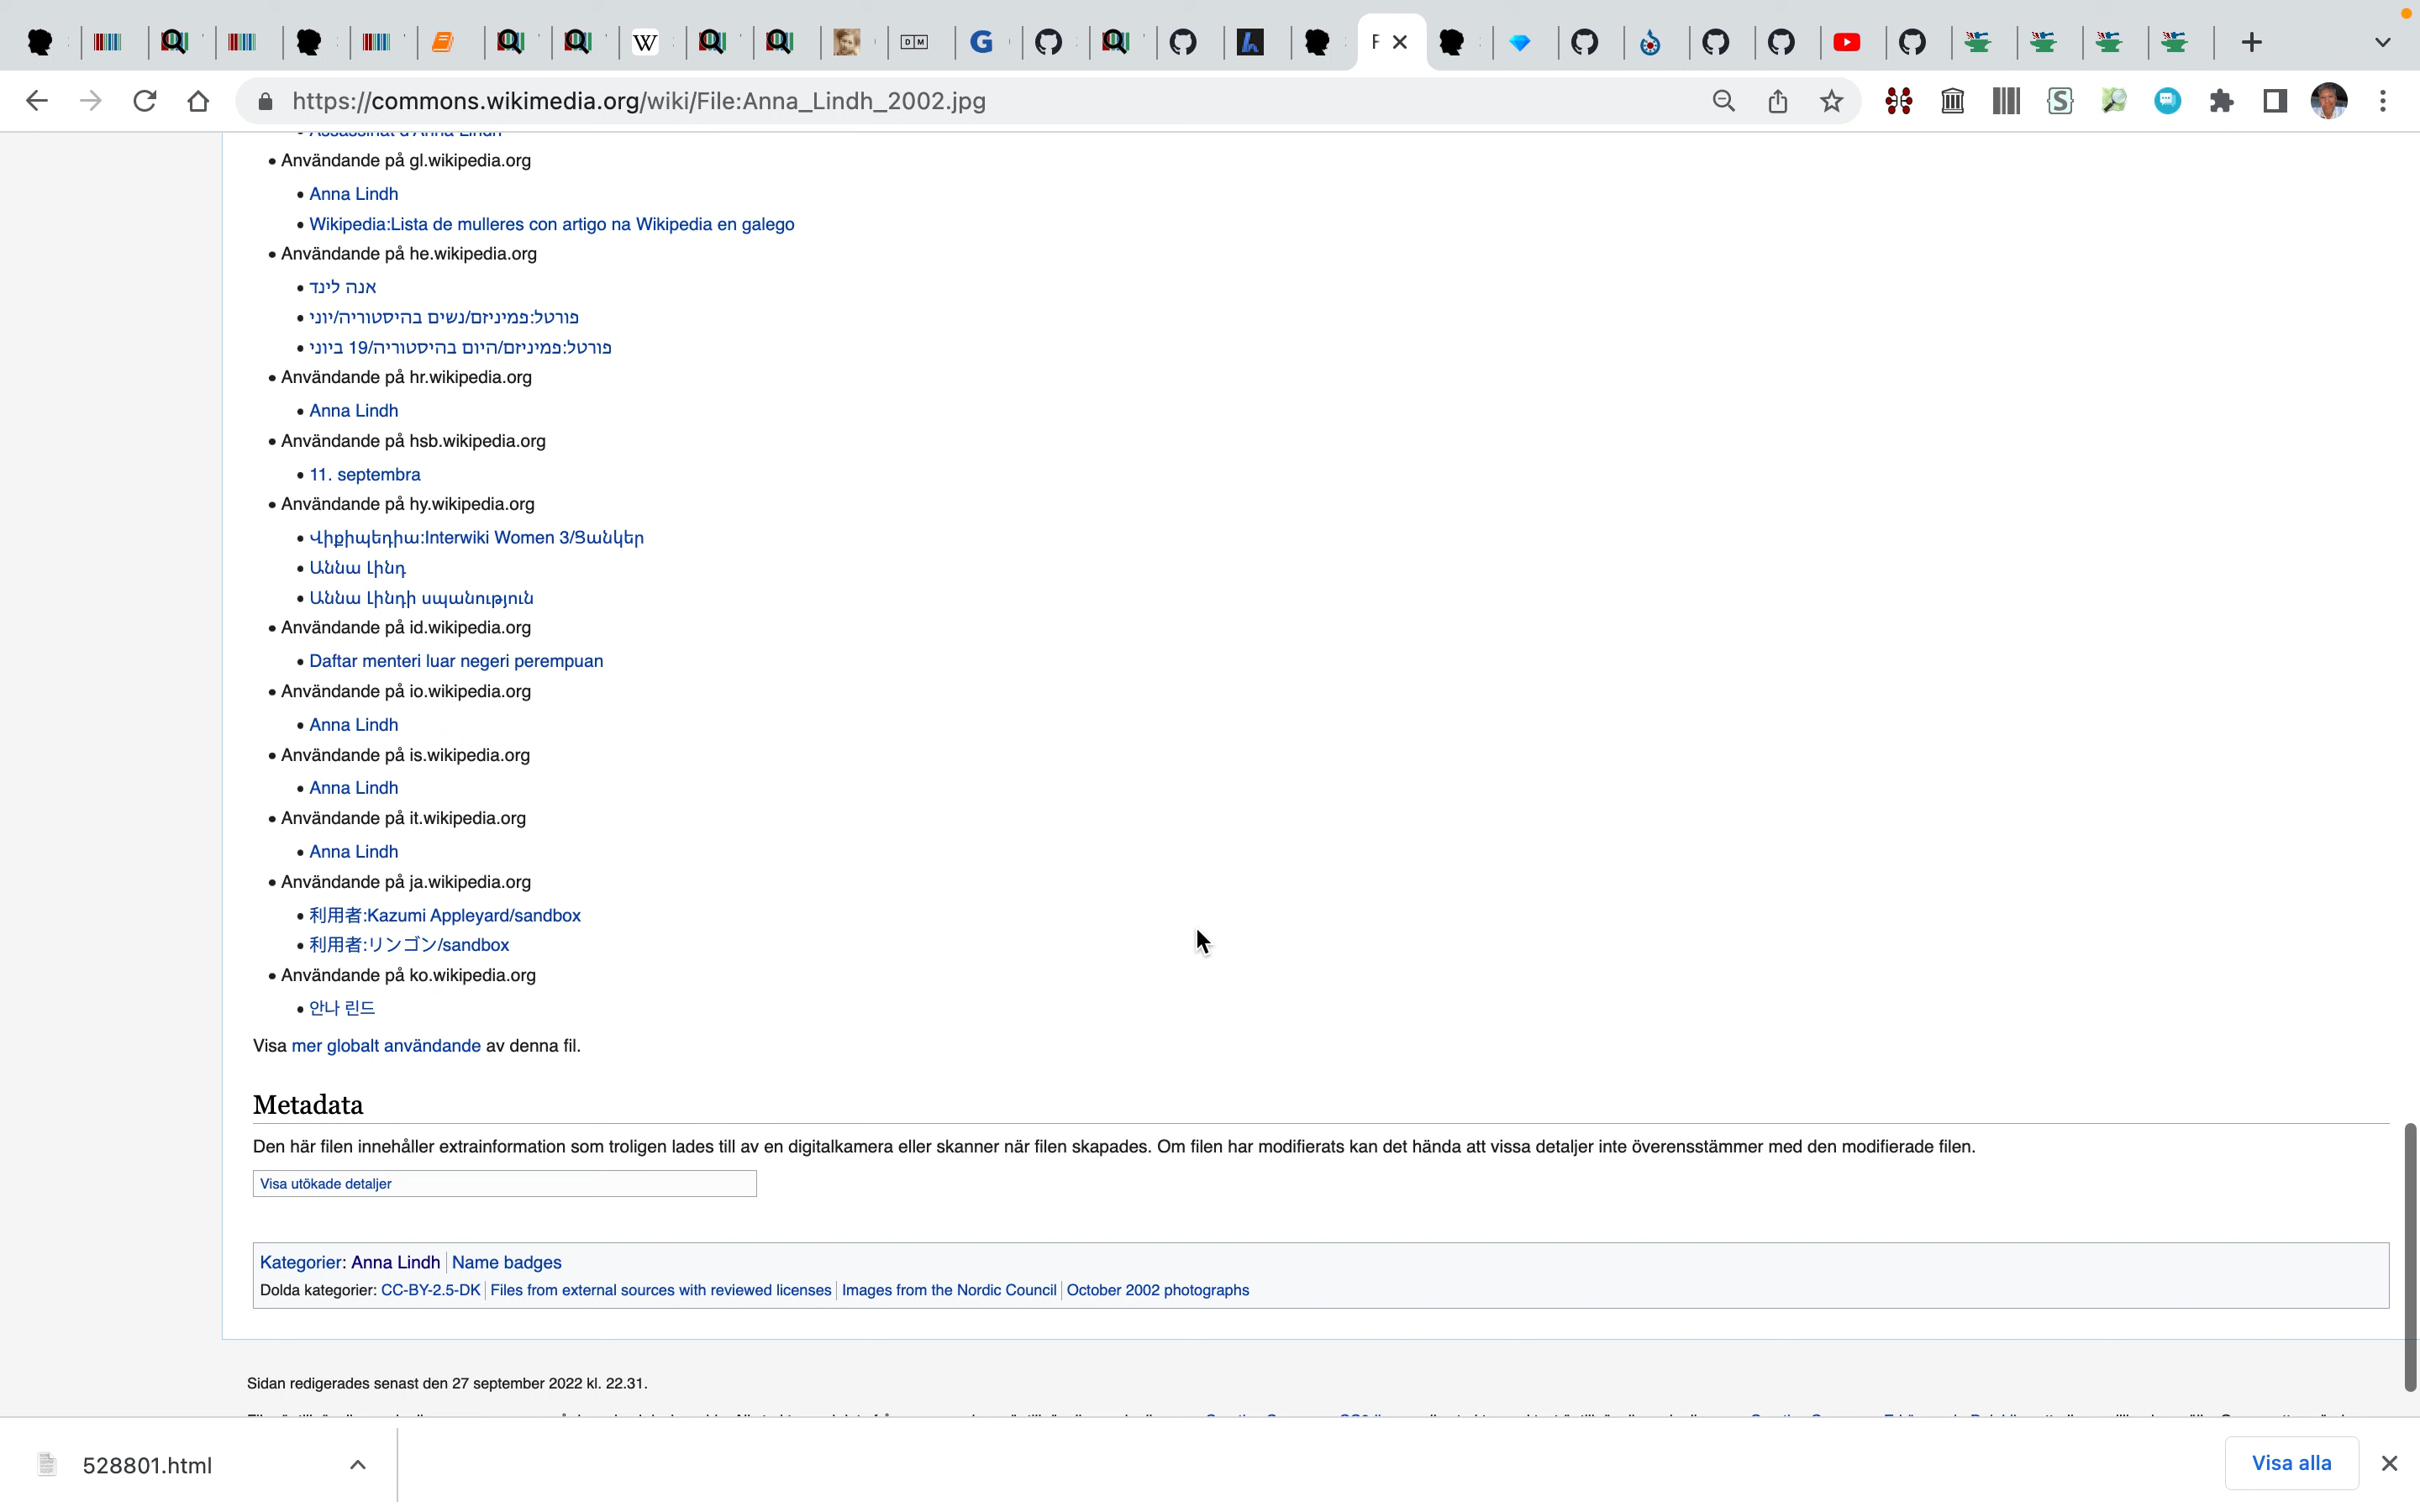 https://commons.wikimedia.org/wiki/File:Anna_Lindh_2002.jpg
Assassinat d'Anna Lindh
Användande på gl.wikipedia.org
Anna Lindh
Wikipedia:Lista de mulleres con artigo na Wikipedia en galego
Användande på he.wikipedia.org
אנה לינד
פורטל:פמיניזם/נשים בהיסטוריה/יוני
פורטל:פמיניזם/היום בהיסטוריה/19 ביוני
Användande på hr.wikipedia.org
Anna Lindh
Användande på hsb.wikipedia.org
11. septembra
Användande på hy.wikipedia.org
Վիքիպեդիա:Interwiki Women 3/Ցանկեր
Աննա Լինդ
Աննա Լինդի սպանություն
Användande på id.wikipedia.org
Daftar menteri luar negeri perempuan
Användande på io.wikipedia.org
Anna Lindh
Användande på is.wikipedia.org
Anna Lindh
Användande på it.wikipedia.org
Anna Lindh
Användande på ja.wikipedia.org
利用者:Kazumi Appleyard/sandbox
利用者:リンゴン/sandbox
Användande på ko.wikipedia.org
안나 린드
Visa mer globalt användande av denna fil.
Metadata
Den här filen innehåller extrainformation som troligen lades till av en digitalkamera eller skanner när filen skapades. Om filen har modifierats kan det hända att vissa detaljer inte överensstämmer med den modifierade filen.
Visa utökade detaljer
Kategorier: Anna Lindh | Name badges
Dolda kategorier: CC-BY-2.5-DK | Files from external sources with reviewed licenses | Images from the Nordic Council | October 2002 photographs
Sidan redigerades senast den 27 september 2022 kl. 22.31.
528801.html
Visa alla